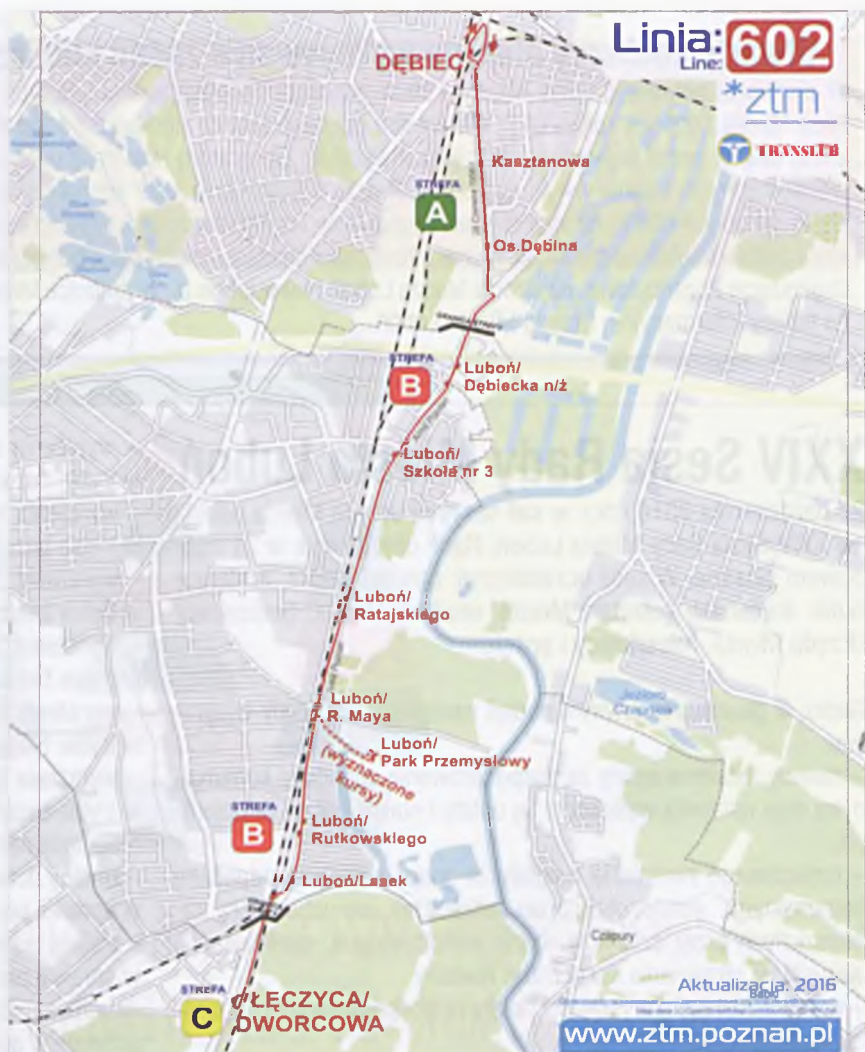 Linia: 602
Line:
*ztm
TRANSLUB
DĘBIEC
Kasztanowa
STREFA
A
Os.Dębina
STREFA
B
Luboń/
Dębiecka n/ż
Luboń/
Szkoła nr 3
Luboń/
Ratajskiego
Luboń/
R. Maya
Luboń/
Park Przemysłowy
(wyznaczone
kursy)
STREFA
B
Luboń/
Rutkowskiego
Luboń/Lasek
Czapury
STREFA
C
ŁĘCZYCA/
DWORCOWA
Aktualizacja: 2016
Babki
www.ztm.poznan.pl